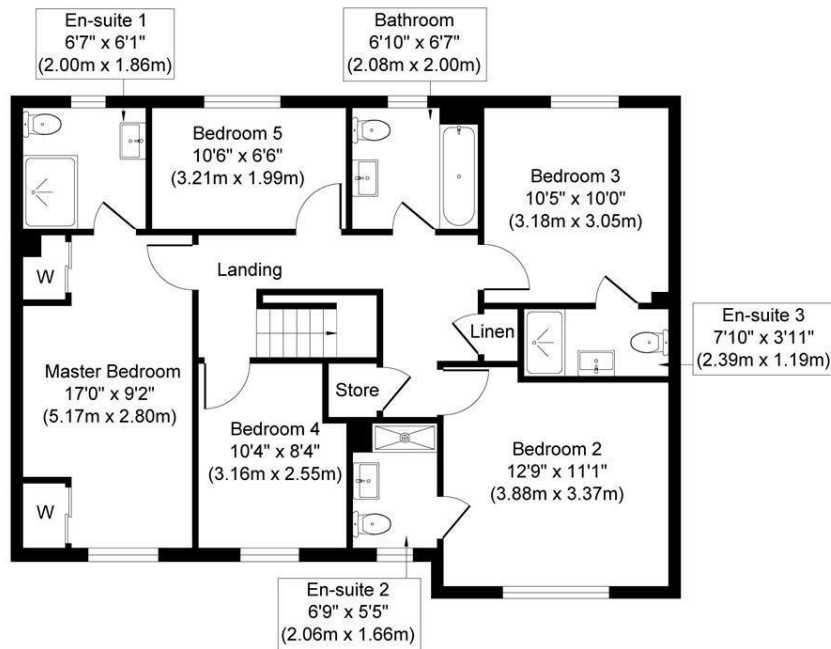 En-suite 1
6'7" x 6'1"
(2.00m x 1.86m)
Bathroom
6'10" x 6'7"
(2.08m x 2.00m)
Bedroom 5
10'6" x 6'6"
(3.21m x 1.99m)
Bedroom 3
10'5" x 10'0"
(3.18m x 3.05m)
W
Landing
Linen
En-suite 3
7'10" x 3'11"
(2.39m x 1.19m)
Master Bedroom
17'0" x 9'2"
(5.17m x 2.80m)
Store
Bedroom 4
10'4" x 8'4"
(3.16m x 2.55m)
Bedroom 2
12'9" x 11'1"
(3.88m x 3.37m)
W
En-suite 2
6'9" x 5'5"
(2.06m x 1.66m)